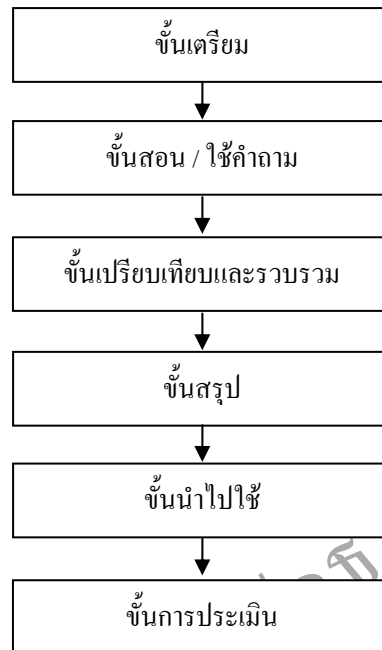 ขั้นเตรียม
ขั้นสอน / ใช้คำถาม
ขั้นเปรียบเทียบและรวบรวม
ขั้นสรุป
ขั้นนำไปใช้
ขั้นการประเมิน